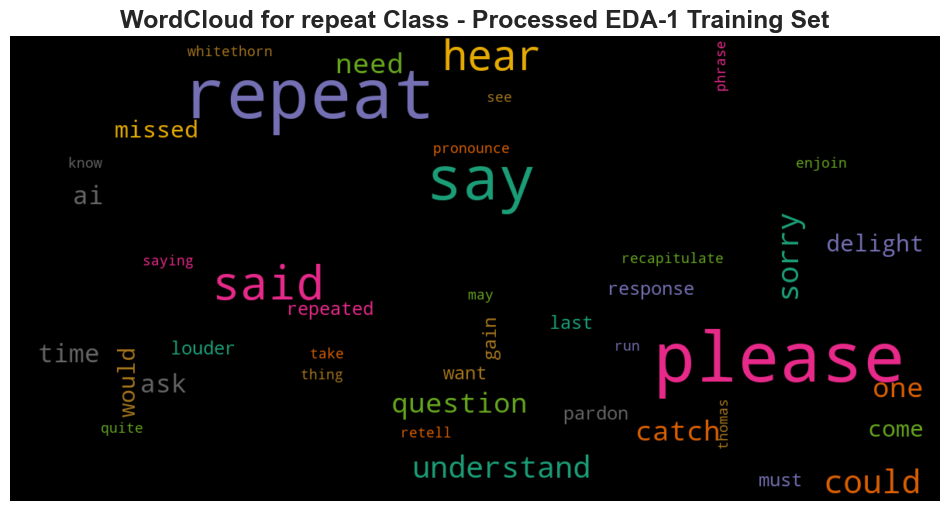 WordCloud for repeat Class - Processed EDA-1 Training Set
whitethorn
need
hear
phrase
repeat
see
missed
pronounce
know
say
enjoin
ai
sorry
delight
saying
recapitulate
said
response
repeated
may
last
gain
time
louder
take
run
please
would
ask
thing
want
one
question
pardon
thomas
catch
come
quite
retell
understand
must
could